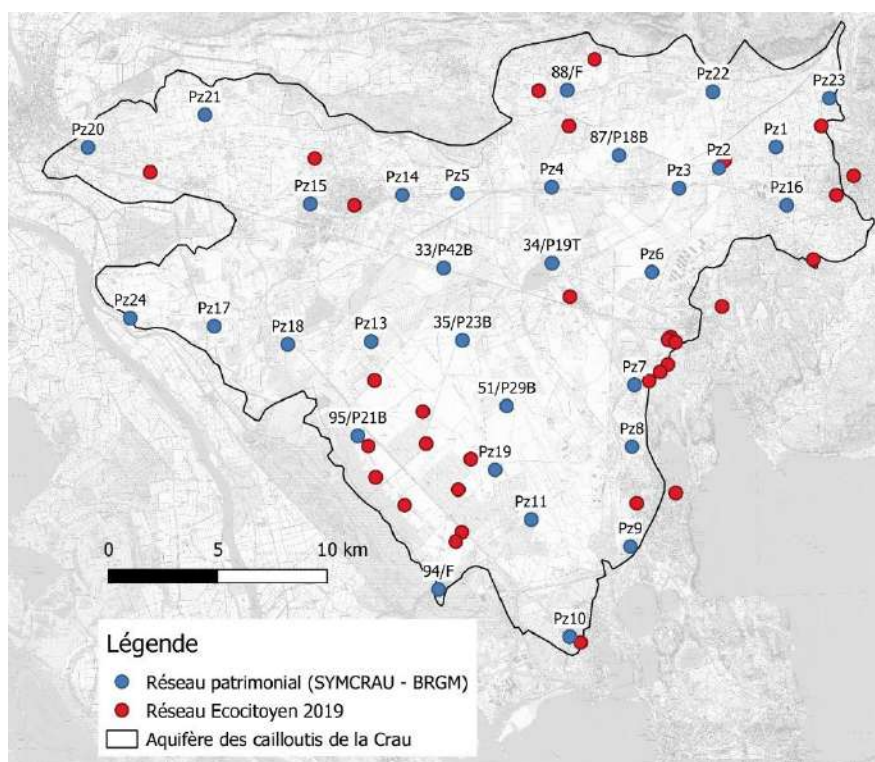 88/F
Pz22
Pz23
Pz21
Pz20
87/P18B
Pz1
Pz2
Pz15
Pz14
Pz5
Pz4
Pz3
Pz16
33/P42B
34/P19T
Pz6
Pz24
Pz17
Pz18
Pz13
35/P23B
51/P29B
Pz7
95/P21B
Pz8
Pz19
Pz11
Pz9
0 5 10 km
94/F
Pz10
Légende
Réseau patrimonial (SYMCRAU - BRGM)
Réseau Ecocitoyen 2019
Aquifère des cailloutis de la Crau